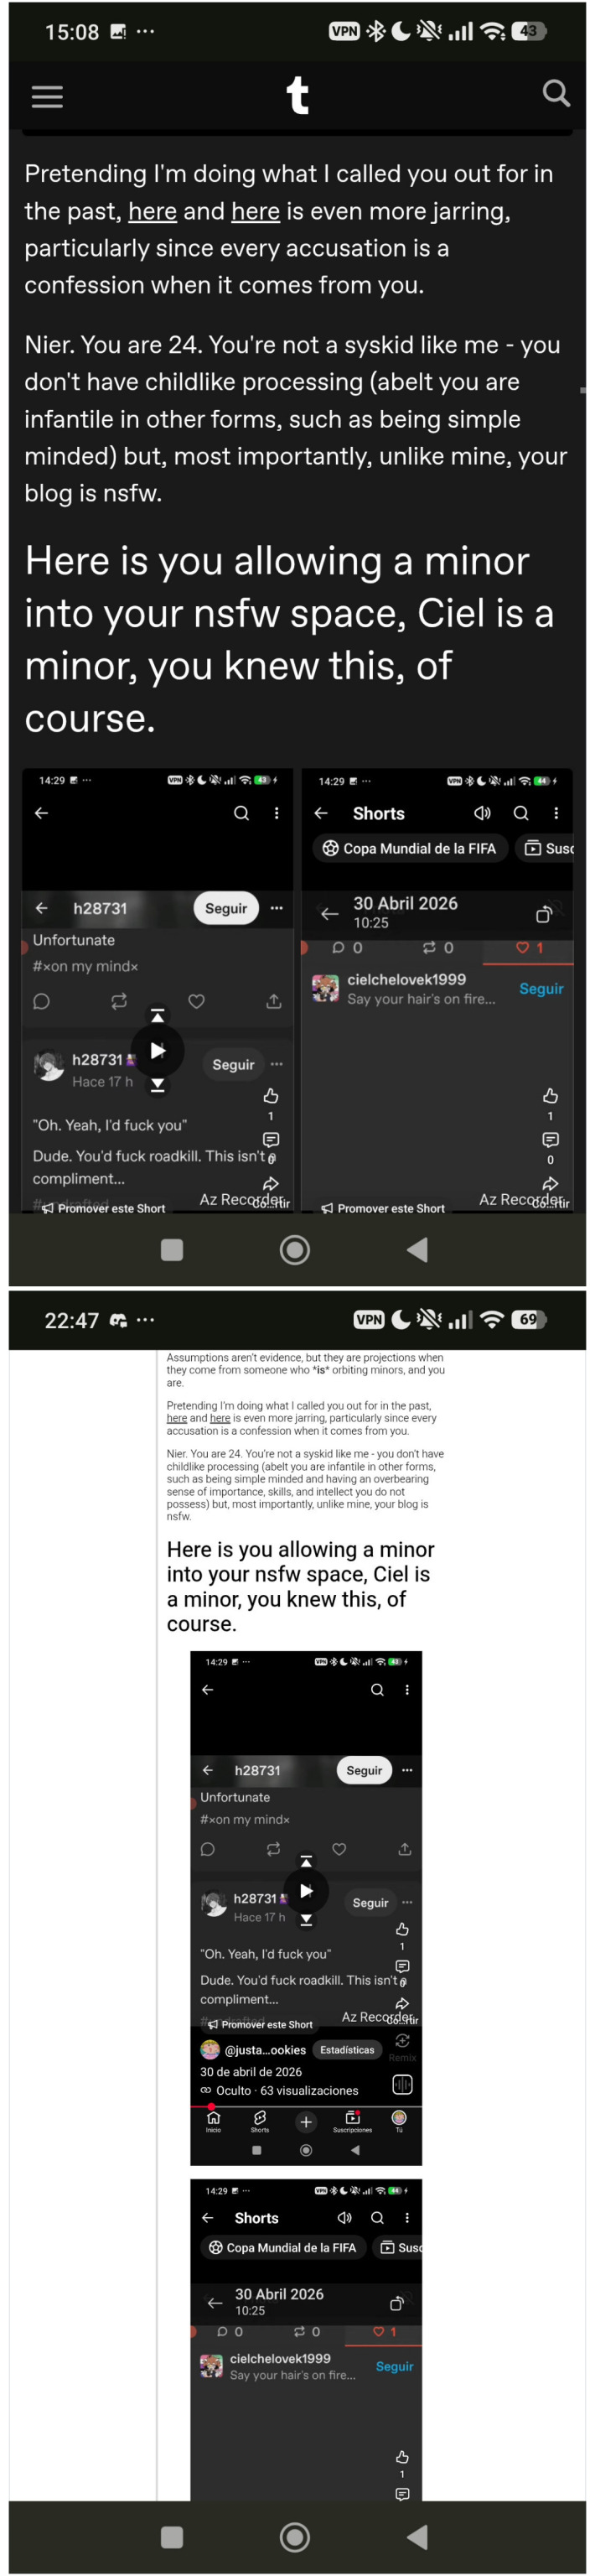 15:08 ...
VPN 43
t
Pretending I'm doing what I called you out for in
the past, here and here is even more jarring,
particularly since every accusation is a
confession when it comes from you.
Nier. You are 24. You're not a syskid like me - you
don't have childlike processing (abelt you are
infantile in other forms, such as being simple
minded) but, most importantly, unlike mine, your
blog is nsfw.
Here is you allowing a minor
into your nsfw space, Ciel is a
minor, you knew this, of
course.
14:29 ...
VPN 43
h28731
Seguir
Unfortunate
#×on my mind×
h28731
Seguir
Hace 17 h
1
"Oh. Yeah, I'd fuck you"
Dude. You'd fuck roadkill. This isn't a
0
compliment...
Az Recorder
Promover este Short
14:29 ...
VPN 44
Shorts
Copa Mundial de la FIFA
30 Abril 2026
10:25
0 0 1
cielchelovek1999
Say your hair's on fire...
Seguir
1
0
Az Recorder
Promover este Short
22:47 ...
VPN 69
Assumptions aren't evidence, but they are projections when
they come from someone who *is* orbiting minors, and you
are.
Pretending I'm doing what I called you out for in the past,
here and here is even more jarring, particularly since every
accusation is a confession when it comes from you.
Nier. You are 24. You're not a syskid like me - you don't have
childlike processing (abelt you are infantile in other forms,
such as being simple minded and having an overbearing
sense of importance, skills, and intellect you do not
possess) but, most importantly, unlike mine, your blog is
nsfw.
Here is you allowing a minor
into your nsfw space, Ciel is
a minor, you knew this, of
course.
14:29 ...
VPN 43
h28731
Seguir
Unfortunate
#×on my mind×
h28731
Seguir
Hace 17 h
1
"Oh. Yeah, I'd fuck you"
Dude. You'd fuck roadkill. This isn't a
0
compliment...
Az Recorder
Promover este Short
@justa...ookies
Estadísticas
Remix
30 de abril de 2026
Oculto · 63 visualizaciones
Inicio
Shorts
Suscripciones
Tú
14:29 ...
VPN 44
Shorts
Copa Mundial de la FIFA
30 Abril 2026
10:25
0 0 1
cielchelovek1999
Say your hair's on fire...
Seguir
1